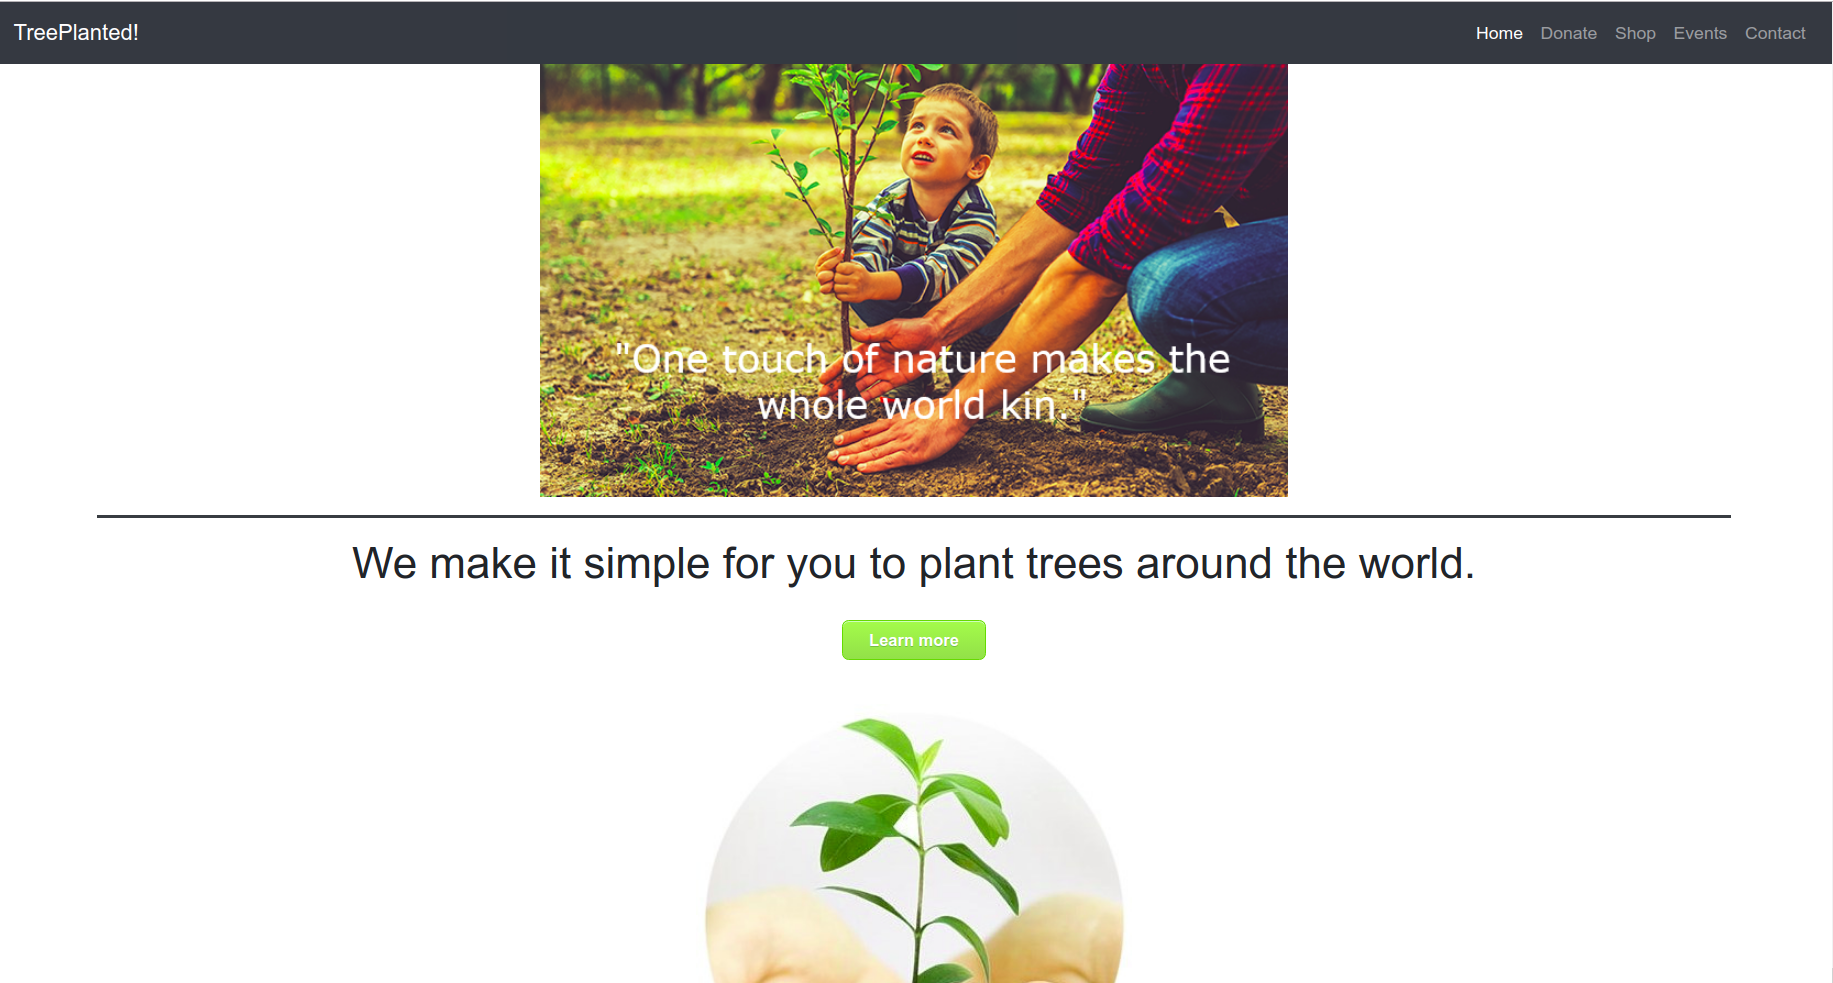 TreePlanted!
Home Donate Shop Events Contact
"One touch of nature makes the
whole world kin."
We make it simple for you to plant trees around the world.
Learn more